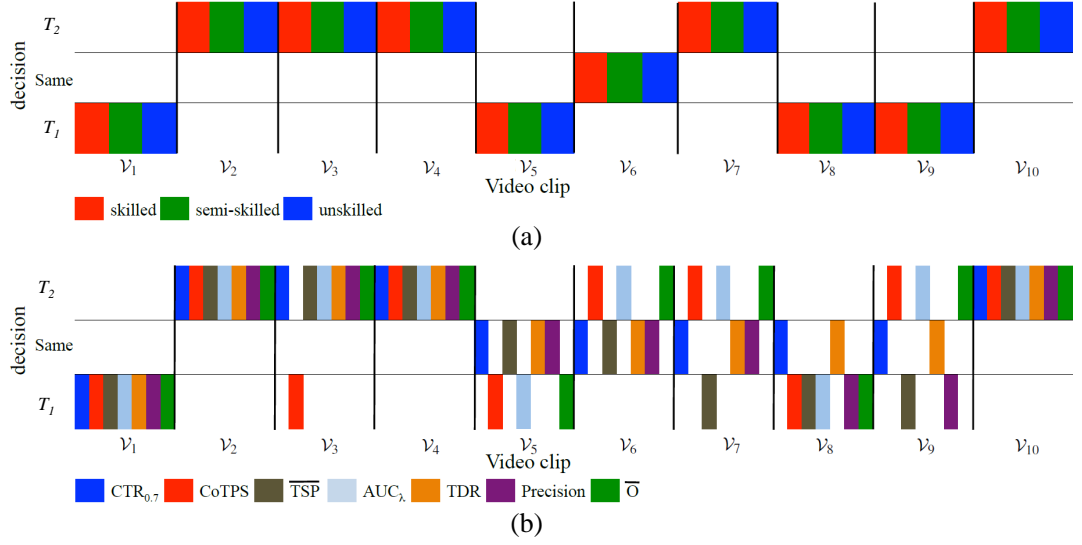 T2
Same
T1
decision
V1 V2 V3 V4 V5 V6 V7 V8 V9 V10
Video clip
skilled semi-skilled unskilled
(a)
T2
Same
T1
decision
V1 V2 V3 V4 V5 V6 V7 V8 V9 V10
Video clip
CTR0.7 CoTPS TSP AUCλ TDR Precision O
(b)